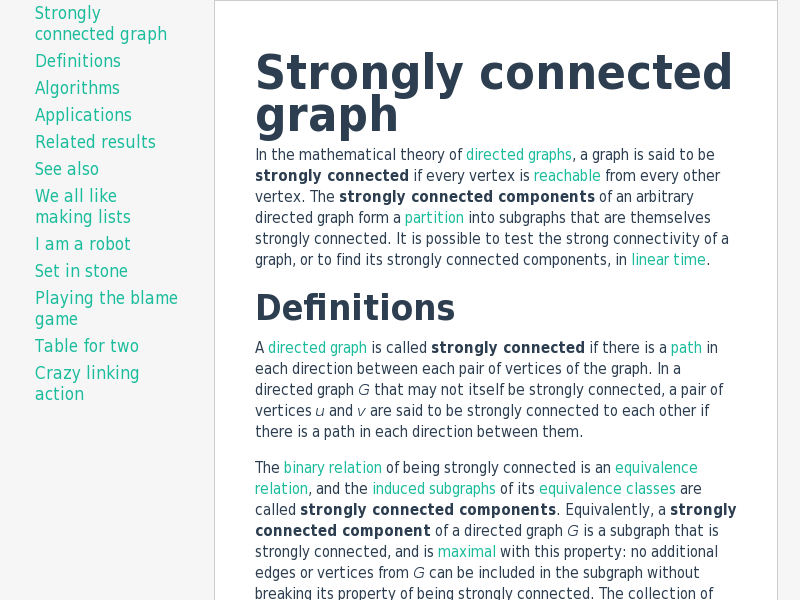 Strongly
connected graph
Definitions
Algorithms
Applications
Related results
See also
We all like
making lists
I am a robot
Set in stone
Playing the blame
game
Table for two
Crazy linking
action
Strongly connected
graph
In the mathematical theory of directed graphs, a graph is said to be
strongly connected if every vertex is reachable from every other
vertex. The strongly connected components of an arbitrary
directed graph form a partition into subgraphs that are themselves
strongly connected. It is possible to test the strong connectivity of a
graph, or to find its strongly connected components, in linear time.
Definitions
A directed graph is called strongly connected if there is a path in
each direction between each pair of vertices of the graph. In a
directed graph G that may not itself be strongly connected, a pair of
vertices u and v are said to be strongly connected to each other if
there is a path in each direction between them.
The binary relation of being strongly connected is an equivalence
relation, and the induced subgraphs of its equivalence classes are
called strongly connected components. Equivalently, a strongly
connected component of a directed graph G is a subgraph that is
strongly connected, and is maximal with this property: no additional
edges or vertices from G can be included in the subgraph without
breaking its property of being strongly connected. The collection of